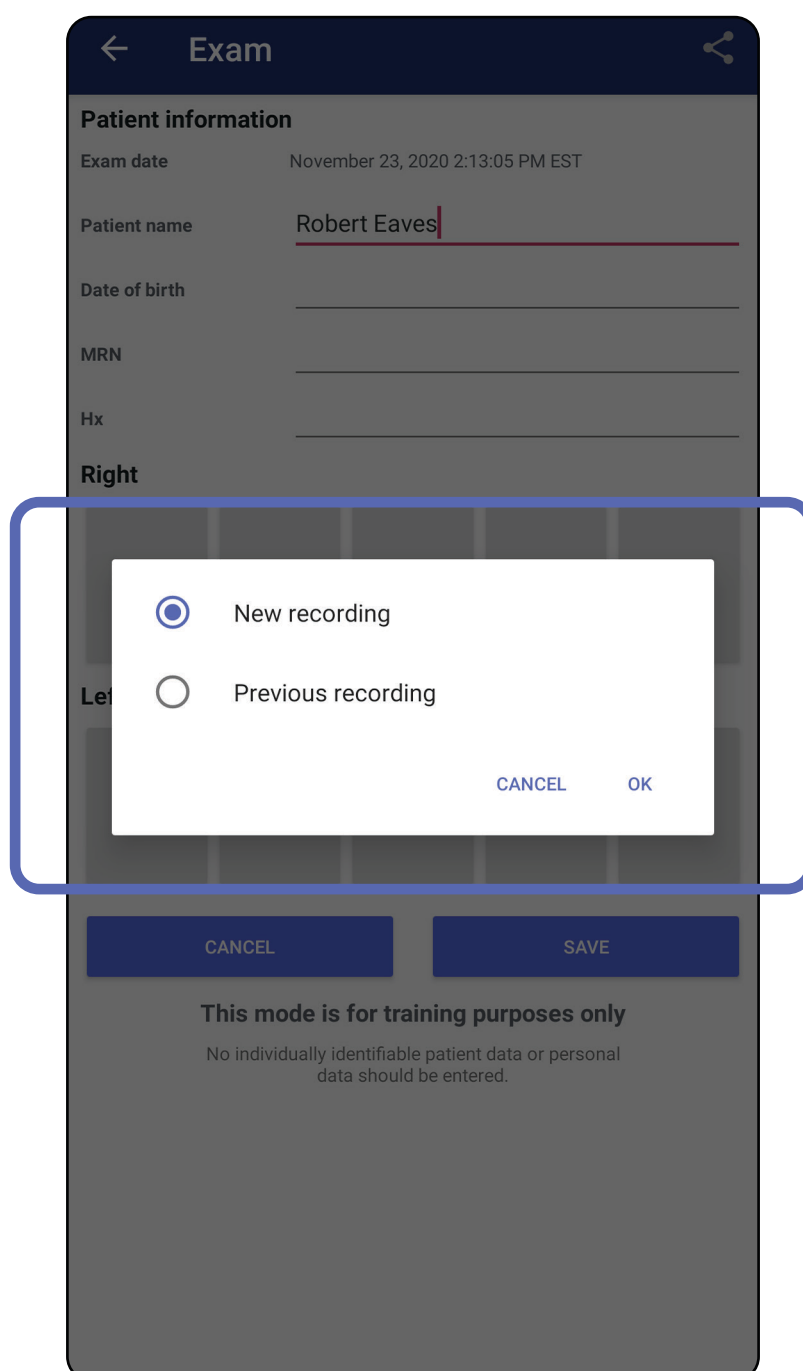 Exam
Patient information
Exam date November 23, 2020 2:13:05 PM EST
Patient name Robert Eaves
Date of birth
MRN
Hx
Right
New recording
Lef
Previous recording
CANCEL OK
CANCEL SAVE
This mode is for training purposes only
No individually identifiable patient data or personal
data should be entered.